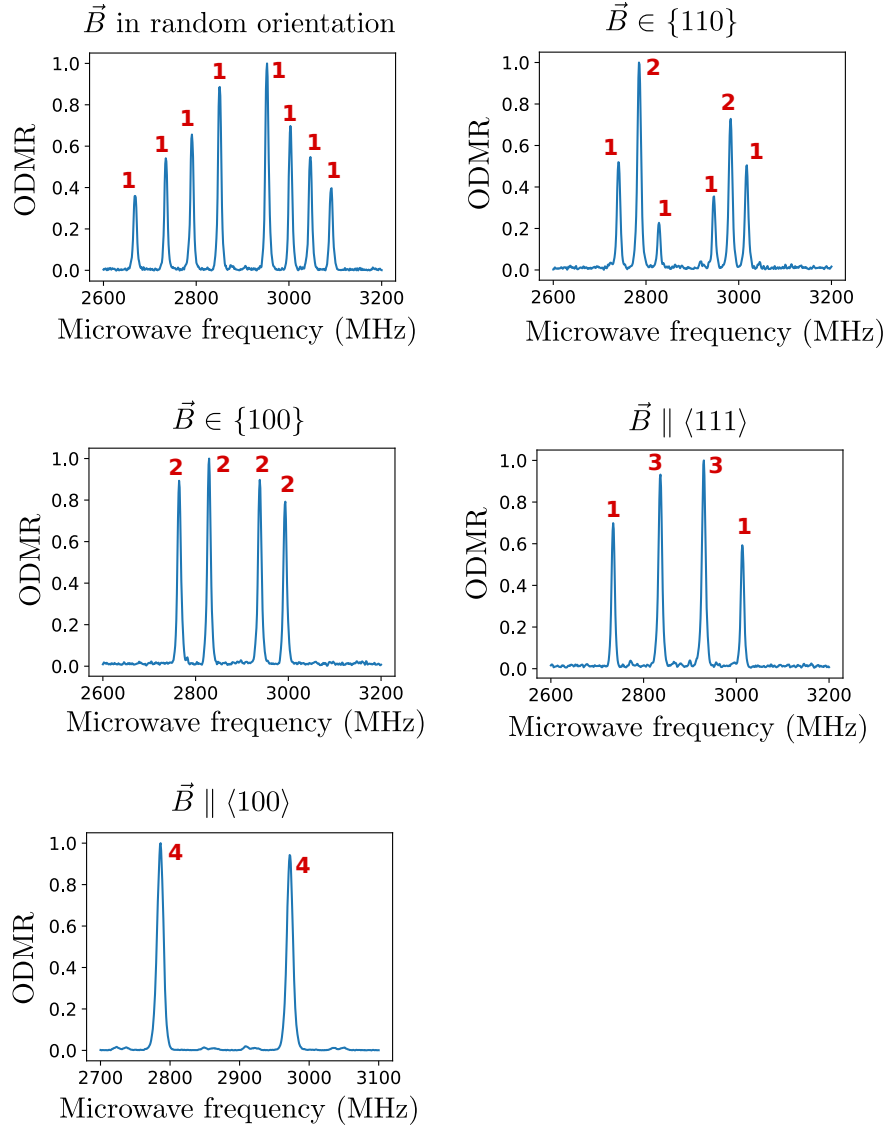 B⃗ in random orientation
1.0
0.8
0.6
0.4
0.2
0.0
ODMR
1 1 1 1 1 1 1 1
2600 2800 3000 3200
Microwave frequency (MHz)
B⃗ ∈ {110}
1.0
0.8
0.6
0.4
0.2
0.0
ODMR
1 2 1 1 2 1
2600 2800 3000 3200
Microwave frequency (MHz)
B⃗ ∈ {100}
1.0
0.8
0.6
0.4
0.2
0.0
ODMR
2 2 2 2
2600 2800 3000 3200
Microwave frequency (MHz)
B⃗ ∥ ⟨111⟩
1.0
0.8
0.6
0.4
0.2
0.0
ODMR
1 3 3 1
2600 2800 3000 3200
Microwave frequency (MHz)
B⃗ ∥ ⟨100⟩
1.0
0.8
0.6
0.4
0.2
0.0
ODMR
4 4
2700 2800 2900 3000 3100
Microwave frequency (MHz)